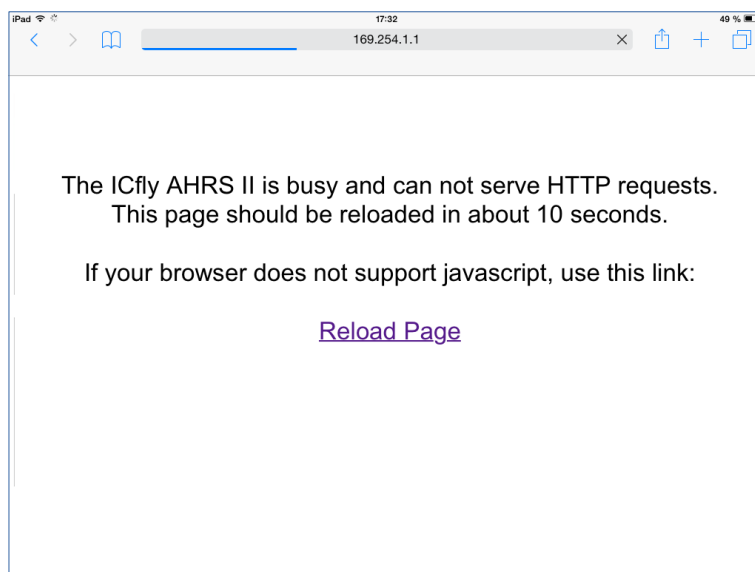 iPad 17:32 49 %
169.254.1.1
The ICfly AHRS II is busy and can not serve HTTP requests.
This page should be reloaded in about 10 seconds.
If your browser does not support javascript, use this link:
Reload Page